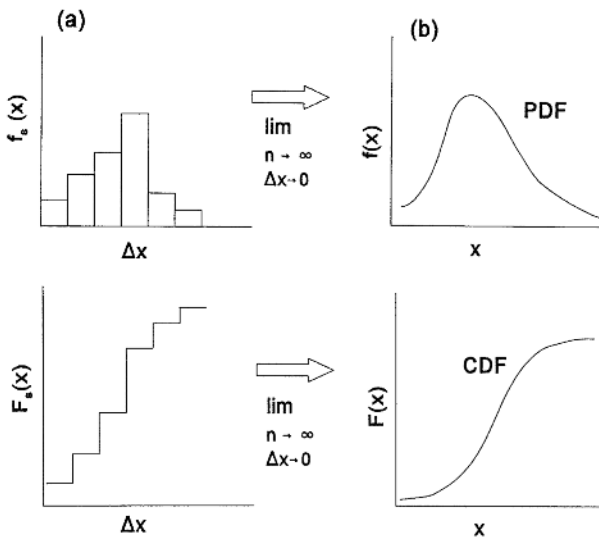 (a)
(b)
fₛ(x)
Δx
lim
n → ∞
Δx→0
f(x)
PDF
x
Fₛ(x)
Δx
lim
n → ∞
Δx→0
F(x)
CDF
x